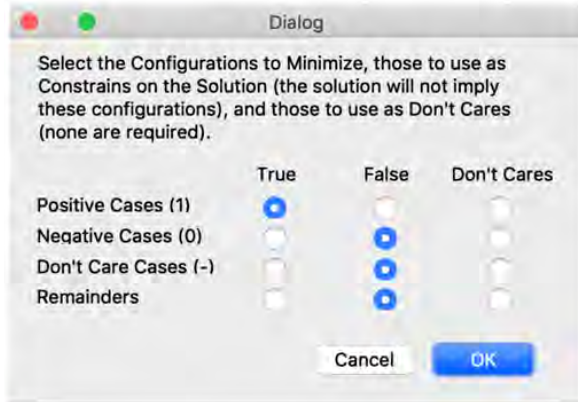 Dialog
Select the Configurations to Minimize, those to use as
Constrains on the Solution (the solution will not imply
these configurations), and those to use as Don't Cares
(none are required).
True False Don't Cares
Positive Cases (1)
Negative Cases (0)
Don't Care Cases (-)
Remainders
Cancel OK